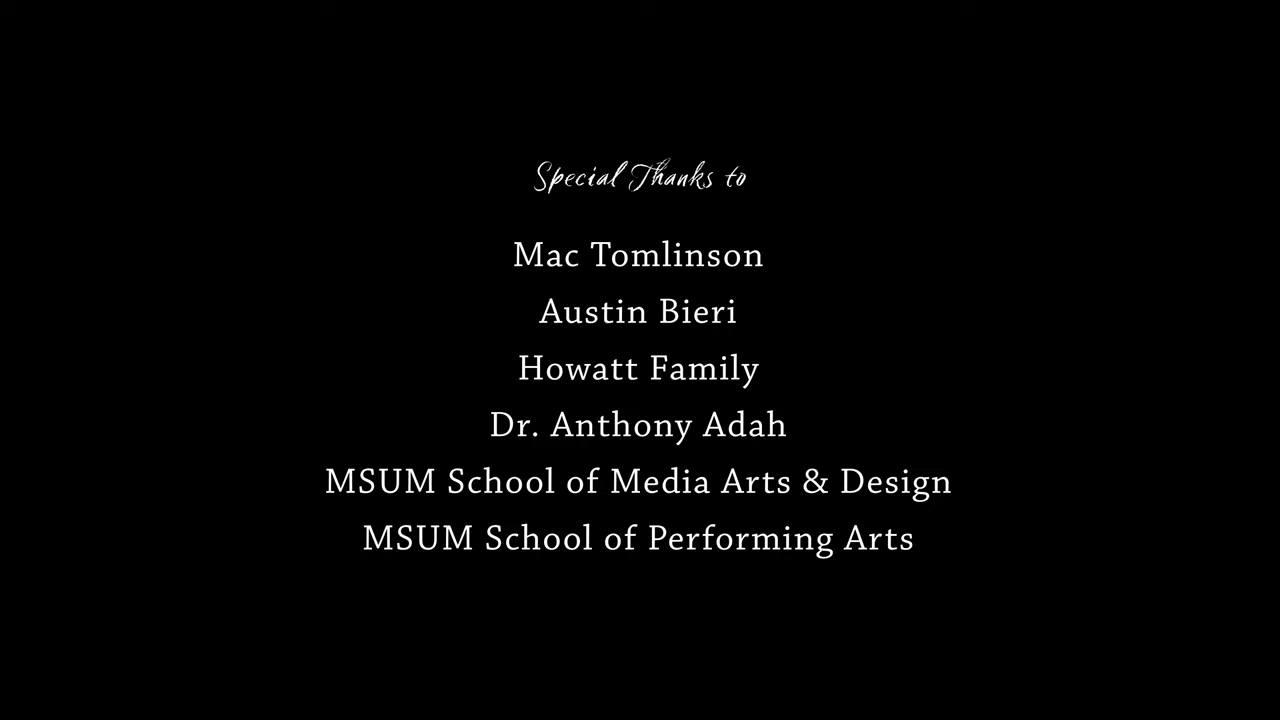 Special Thanks to
Mac Tomlinson
Austin Bieri
Howatt Family
Dr. Anthony Adah
MSUM School of Media Arts & Design
MSUM School of Performing Arts